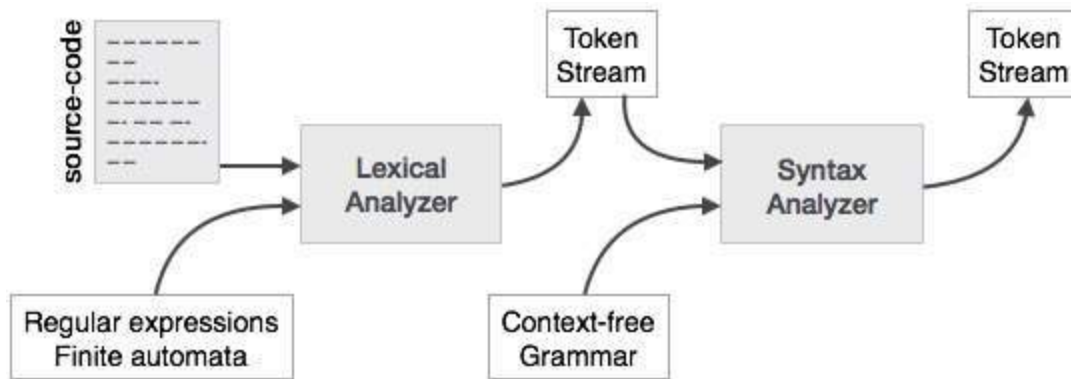 source-code
Token
Stream
Token
Stream
Lexical
Analyzer
Syntax
Analyzer
Regular expressions
Finite automata
Context-free
Grammar